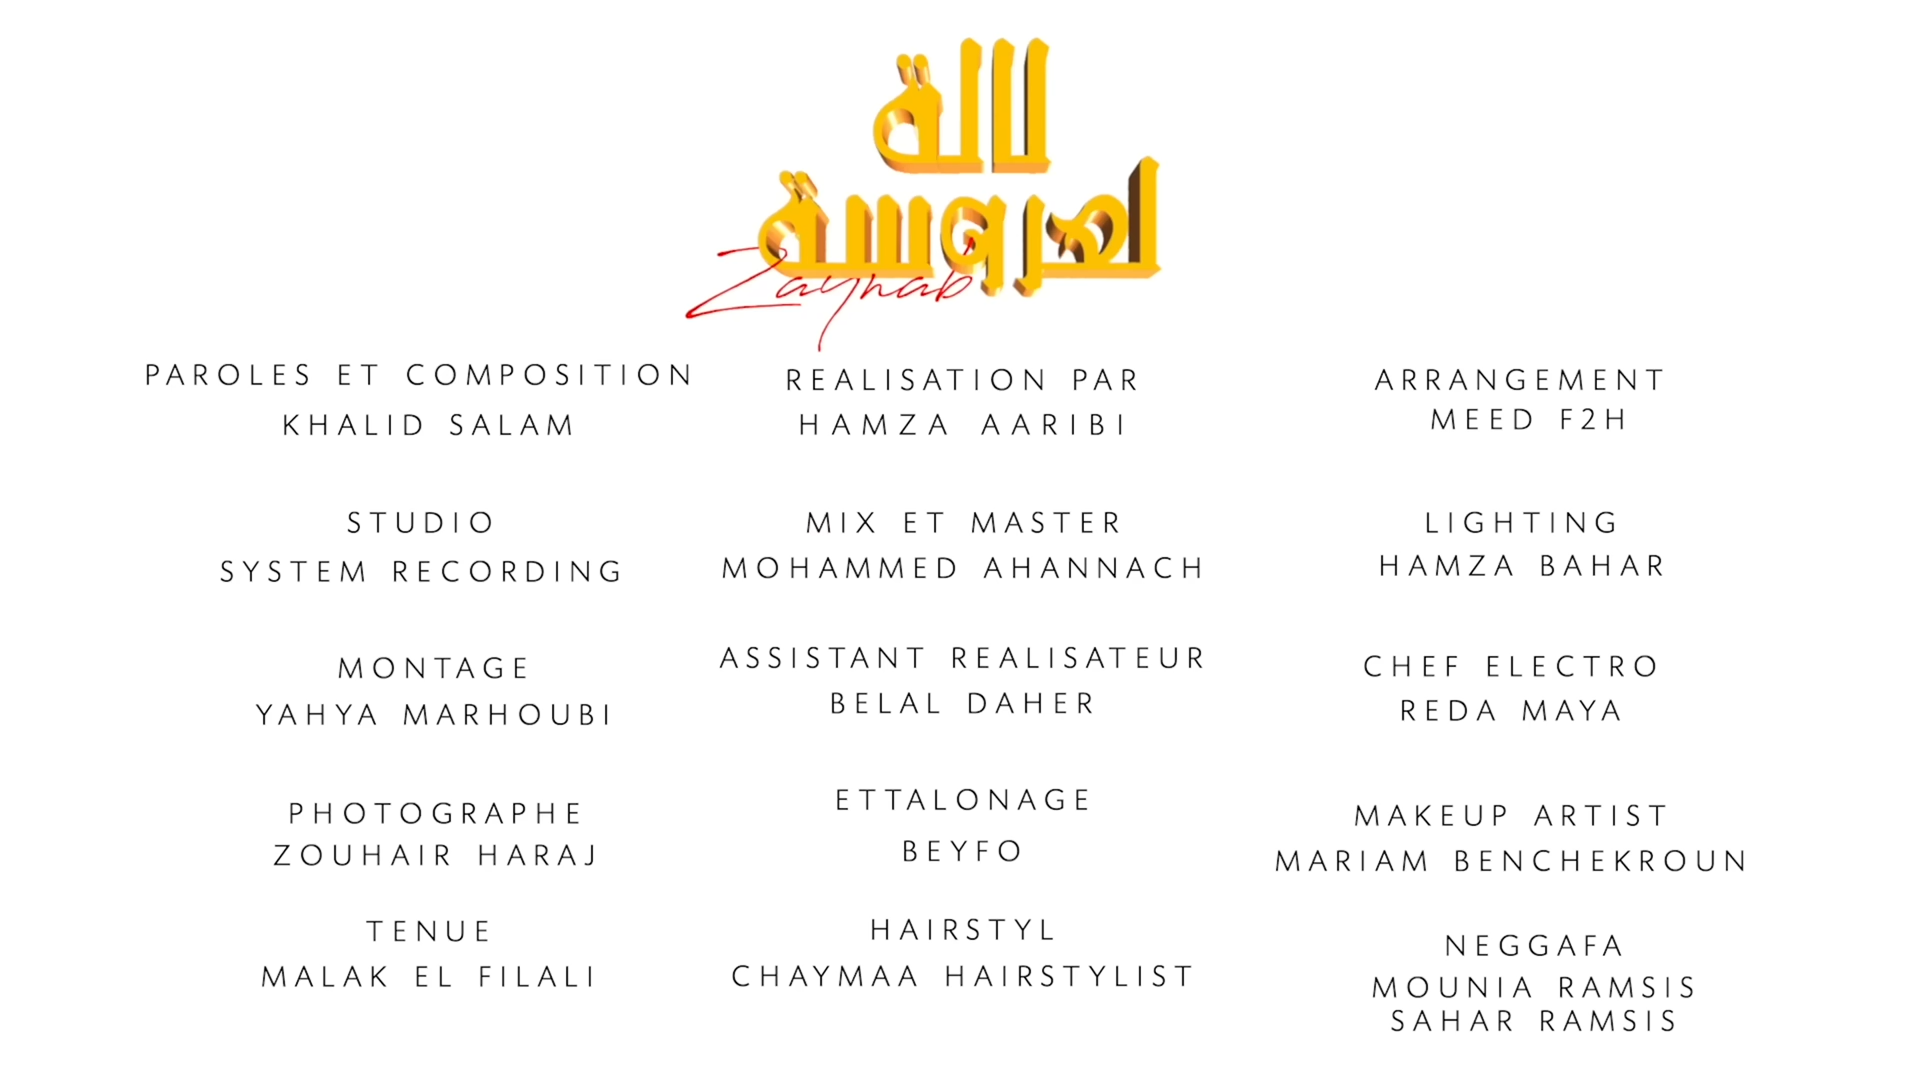 لالة
لعروسة
Zaynab
PAROLES ET COMPOSITION
KHALID SALAM
REALISATION PAR
HAMZA AARIBI
ARRANGEMENT
MEED F2H
STUDIO
SYSTEM RECORDING
MIX ET MASTER
MOHAMMED AHANNACH
LIGHTING
HAMZA BAHAR
MONTAGE
YAHYA MARHOUBI
ASSISTANT REALISATEUR
BELAL DAHER
CHEF ELECTRO
REDA MAYA
PHOTOGRAPHE
ZOUHAIR HARAJ
ETTALONAGE
BEYFO
MAKEUP ARTIST
MARIAM BENCHEKROUN
TENUE
MALAK EL FILALI
HAIRSTYL
CHAYMAA HAIRSTYLIST
NEGGAFA
MOUNIA RAMSIS
SAHAR RAMSIS